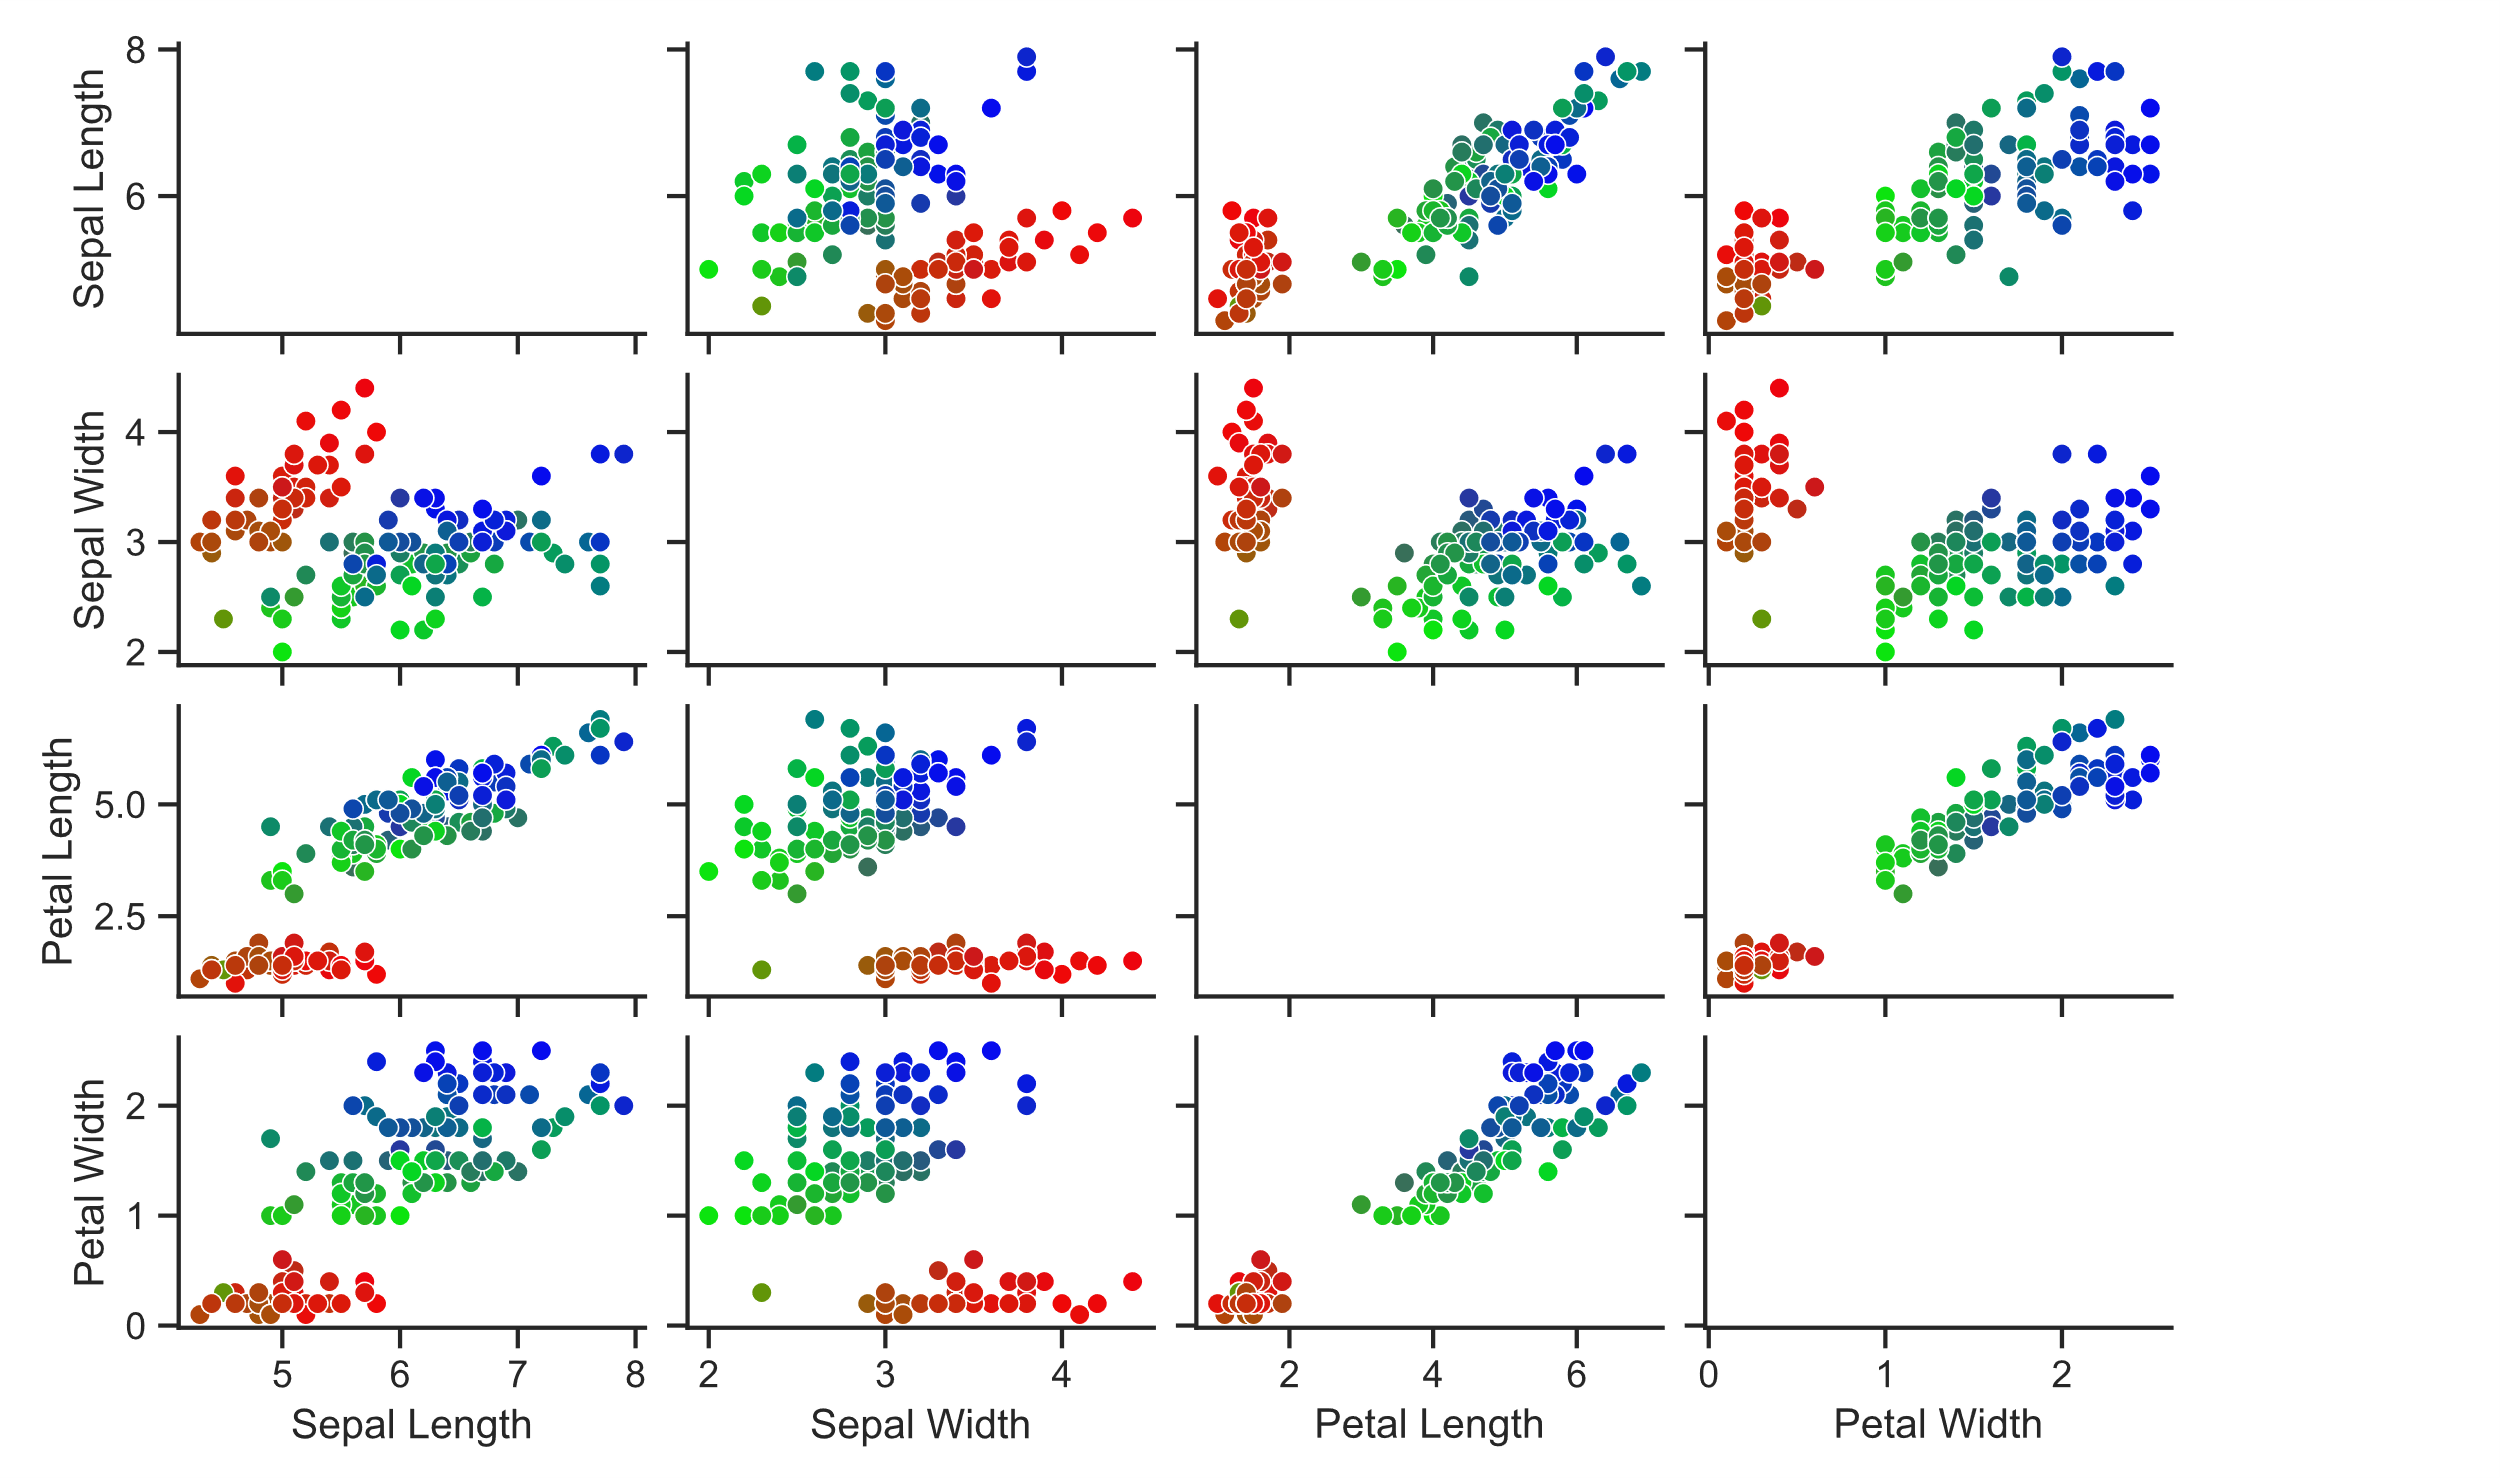 8
6
Sepal Length
4
3
2
Sepal Width
5.0
2.5
Petal Length
2
1
0
Petal Width
5 6 7 8 2 3 4 2 4 6 0 1 2
Sepal Length Sepal Width Petal Length Petal Width